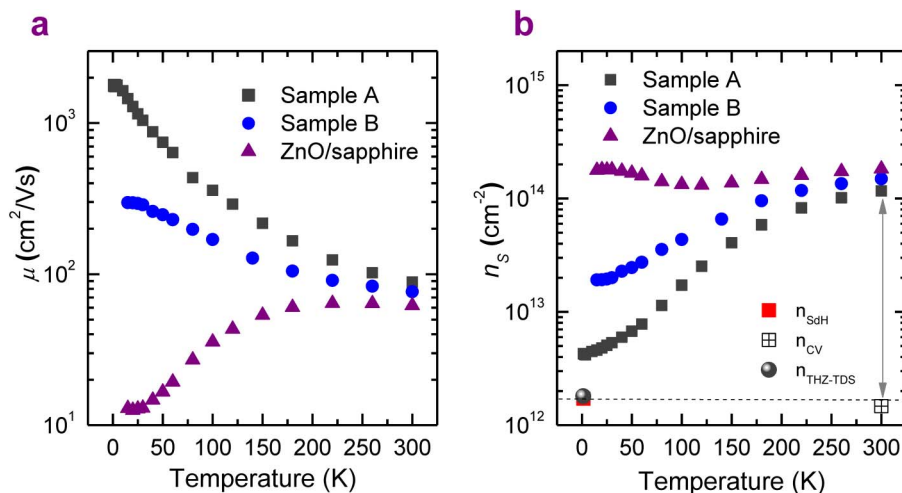 a
b
μ (cm²/Vs)
10³
10²
10¹
Sample A
Sample B
ZnO/sapphire
0 50 100 150 200 250 300
Temperature (K)
nₛ (cm⁻²)
10¹⁵
10¹⁴
10¹³
10¹²
Sample A
Sample B
ZnO/sapphire
n_SdH
n_CV
n_THZ-TDS
0 50 100 150 200 250 300
Temperature (K)